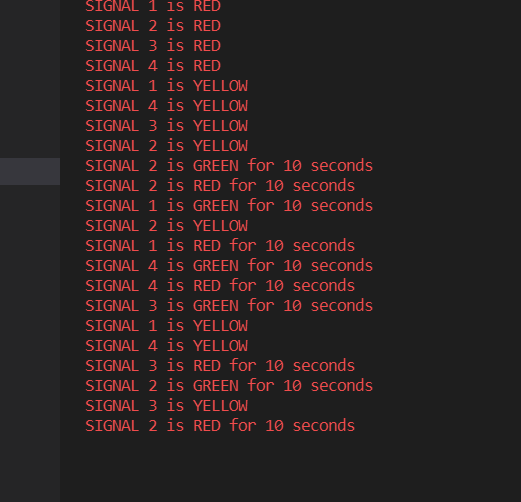 SIGNAL 1 is RED
SIGNAL 2 is RED
SIGNAL 3 is RED
SIGNAL 4 is RED
SIGNAL 1 is YELLOW
SIGNAL 4 is YELLOW
SIGNAL 3 is YELLOW
SIGNAL 2 is YELLOW
SIGNAL 2 is GREEN for 10 seconds
SIGNAL 2 is RED for 10 seconds
SIGNAL 1 is GREEN for 10 seconds
SIGNAL 2 is YELLOW
SIGNAL 1 is RED for 10 seconds
SIGNAL 4 is GREEN for 10 seconds
SIGNAL 4 is RED for 10 seconds
SIGNAL 3 is GREEN for 10 seconds
SIGNAL 1 is YELLOW
SIGNAL 4 is YELLOW
SIGNAL 3 is RED for 10 seconds
SIGNAL 2 is GREEN for 10 seconds
SIGNAL 3 is YELLOW
SIGNAL 2 is RED for 10 seconds